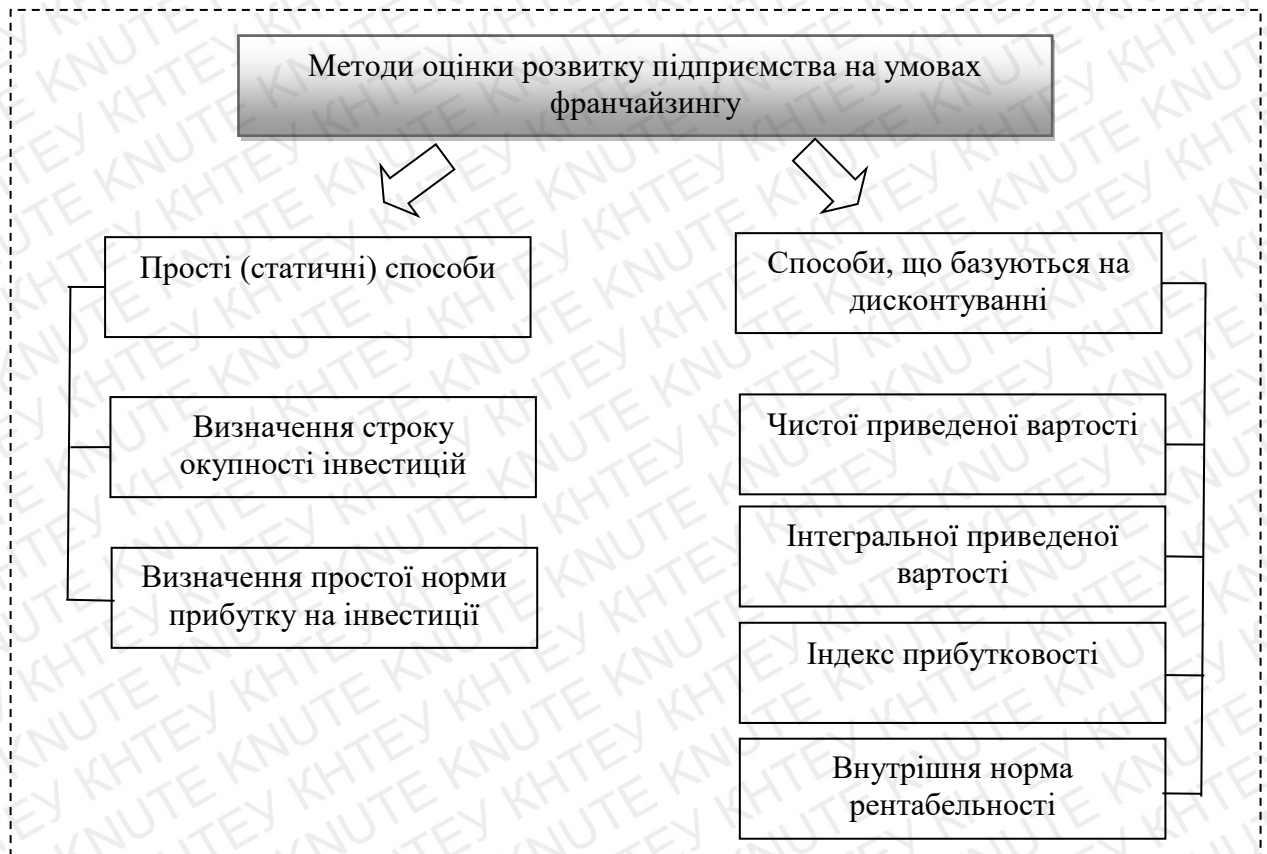 Методи оцінки розвитку підприємства на умовах
франчайзингу
Прості (статичні) способи
Визначення строку
окупності інвестицій
Визначення простої норми
прибутку на інвестиції
Способи, що базуються на
дисконтуванні
Чистої приведеної вартості
Інтегральної приведеної
вартості
Індекс прибутковості
Внутрішня норма
рентабельності